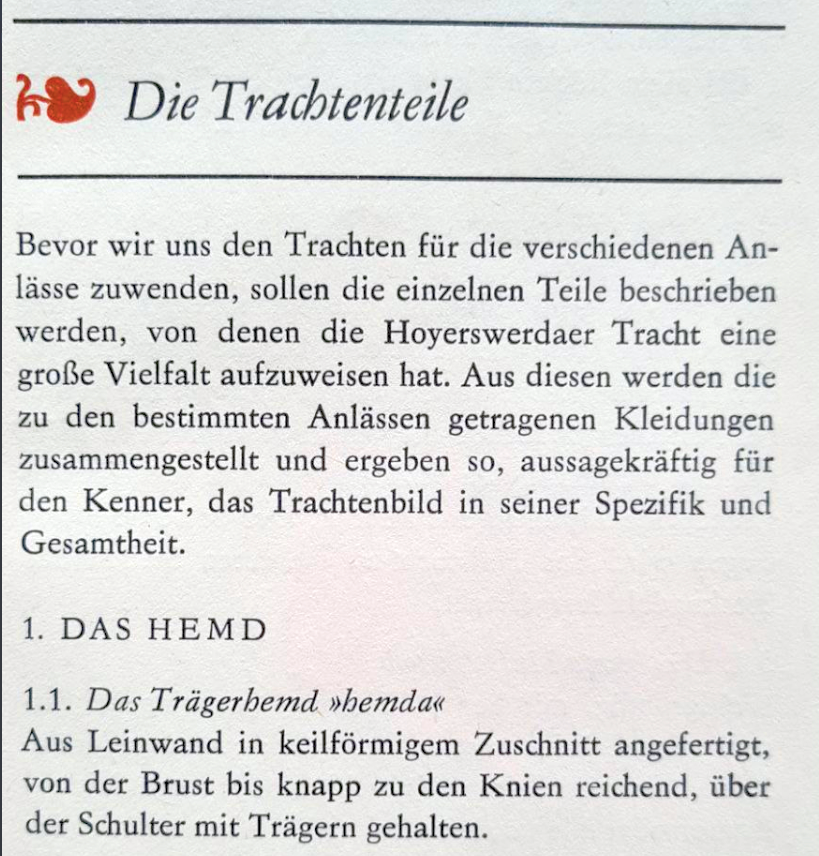 Die Trachtenteile
Bevor wir uns den Trachten für die verschiedenen An-
lässe zuwenden, sollen die einzelnen Teile beschrieben
werden, von denen die Hoyerswerdaer Tracht eine
große Vielfalt aufzuweisen hat. Aus diesen werden die
zu den bestimmten Anlässen getragenen Kleidungen
zusammengestellt und ergeben so, aussagekräftig für
den Kenner, das Trachtenbild in seiner Spezifik und
Gesamtheit.
1. DAS HEMD
1.1. Das Trägerhemd »hemda«
Aus Leinwand in keilförmigem Zuschnitt angefertigt,
von der Brust bis knapp zu den Knien reichend, über
der Schulter mit Trägern gehalten.